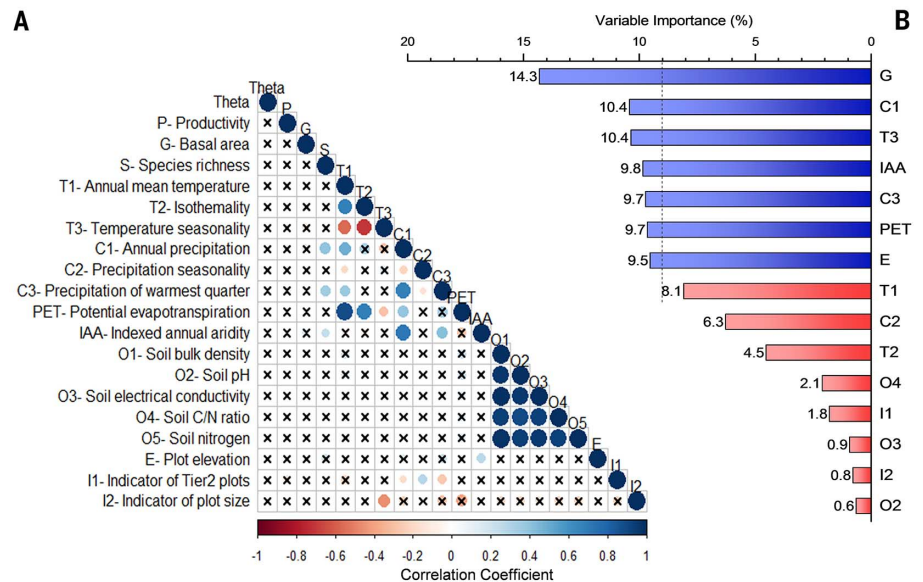 A
B
Variable Importance (%)
20 15 10 5 0
14.3 G
10.4 C1
10.4 T3
9.8 IAA
9.7 C3
9.7 PET
9.5 E
8.1 T1
6.3 C2
4.5 T2
2.1 O4
1.8 I1
0.9 O3
0.8 I2
0.6 O2
Theta
Theta P
P- Productivity G
G- Basal area S
S- Species richness T1
T1- Annual mean temperature T2
T2- Isothemality T3
T3- Temperature seasonality C1
C1- Annual precipitation C2
C2- Precipitation seasonality C3
C3- Precipitation of warmest quarter PET
PET- Potential evapotranspiration IAA
IAA- Indexed annual aridity O1
O1- Soil bulk density O2
O2- Soil pH O3
O3- Soil electrical conductivity O4
O4- Soil C/N ratio O5
O5- Soil nitrogen E
E- Plot elevation I1
I1- Indicator of Tier2 plots I2
I2- Indicator of plot size
-1 -0.8 -0.6 -0.4 -0.2 0 0.2 0.4 0.6 0.8 1
Correlation Coefficient